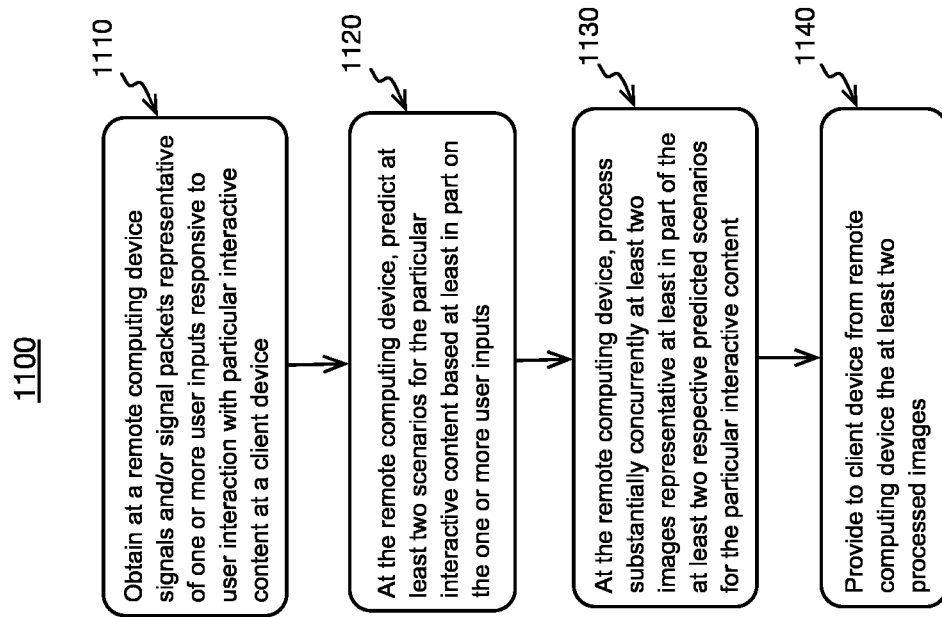 1100
1110
Obtain at a remote computing device
signals and/or signal packets representative
of one or more user inputs responsive to
user interaction with particular interactive
content at a client device
1120
At the remote computing device, predict at
least two scenarios for the particular
interactive content based at least in part on
the one or more user inputs
1130
At the remote computing device, process
substantially concurrently at least two
images representative at least in part of the
at least two respective predicted scenarios
for the particular interactive content
1140
Provide to client device from remote
computing device the at least two
processed images